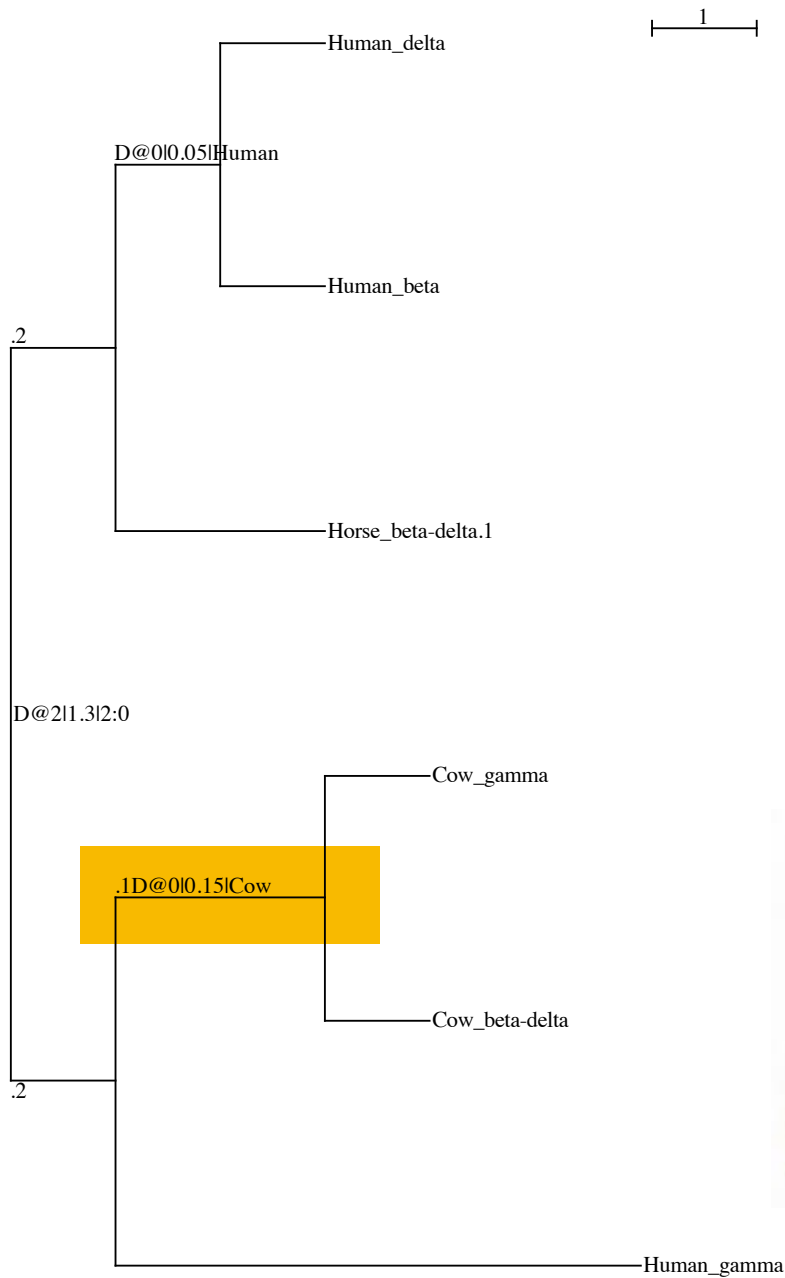 1
Human_delta
D@0|0.05|Human
Human_beta
.2
Horse_beta-delta.1
D@2|1.3|2:0
Cow_gamma
.1D@0|0.15|Cow
Cow_beta-delta
.2
Human_gamma